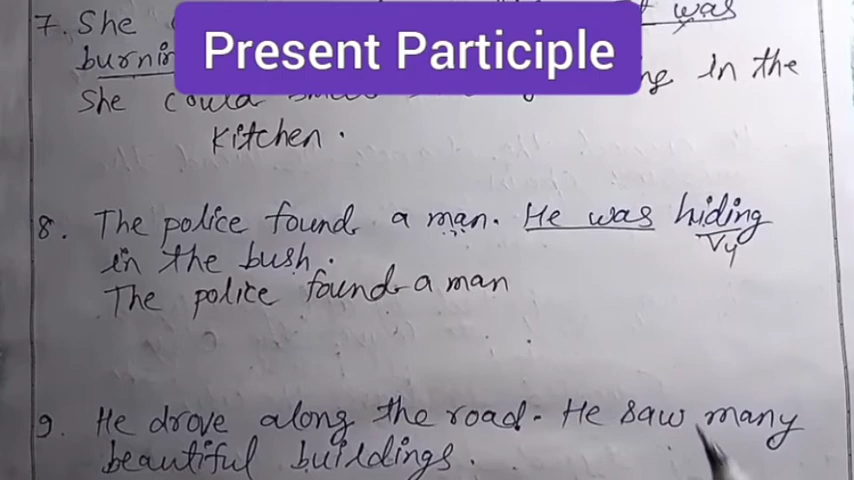 7. She was
Present Participle
burnin in the
She could
kitchen.
8. The police found a man. He was hiding
V4
in the bush.
The police found a man
9. He drove along the road. He saw many
beautiful buildings.